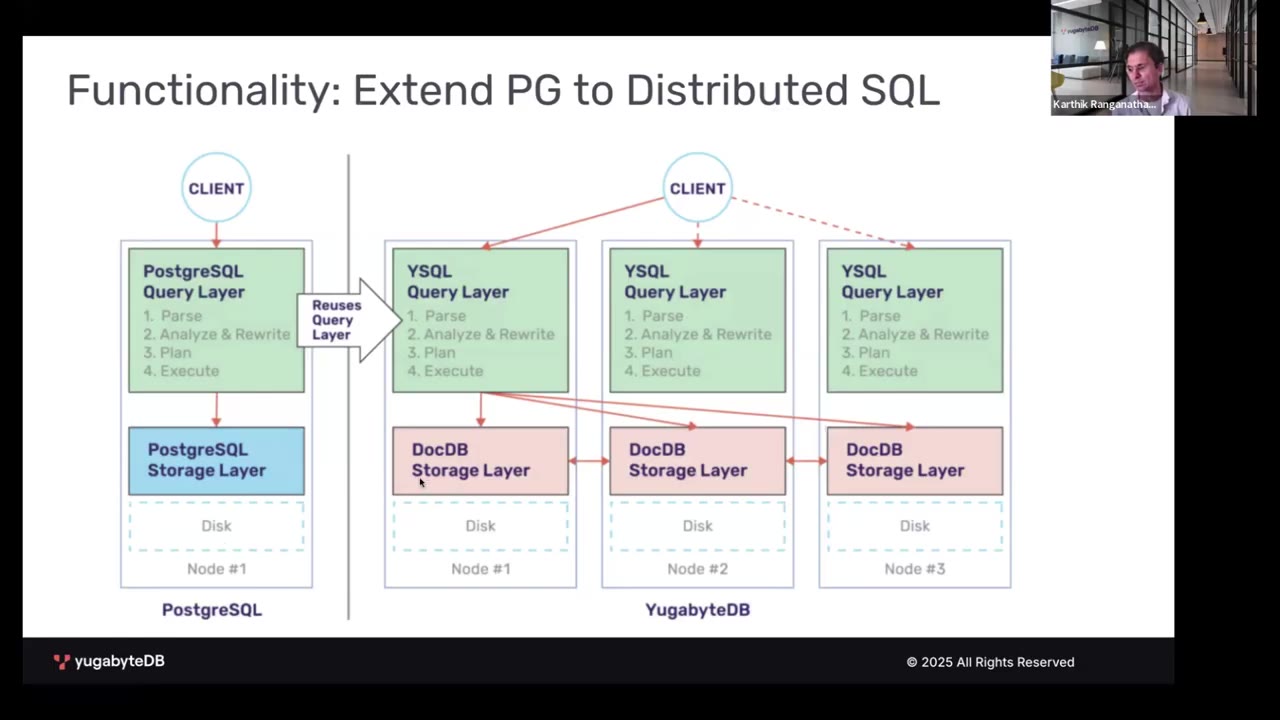 Functionality: Extend PG to Distributed SQL
yugabyteDB
Karthik Ranganatha...
CLIENT
PostgreSQL
Query Layer
1. Parse
2. Analyze & Rewrite
3. Plan
4. Execute
PostgreSQL
Storage Layer
Disk
Node #1
PostgreSQL
Reuses
Query
Layer
CLIENT
YSQL
Query Layer
1. Parse
2. Analyze & Rewrite
3. Plan
4. Execute
DocDB
Storage Layer
Disk
Node #1
YSQL
Query Layer
1. Parse
2. Analyze & Rewrite
3. Plan
4. Execute
DocDB
Storage Layer
Disk
Node #2
YSQL
Query Layer
1. Parse
2. Analyze & Rewrite
3. Plan
4. Execute
DocDB
Storage Layer
Disk
Node #3
YugabyteDB
yugabyteDB
© 2025 All Rights Reserved